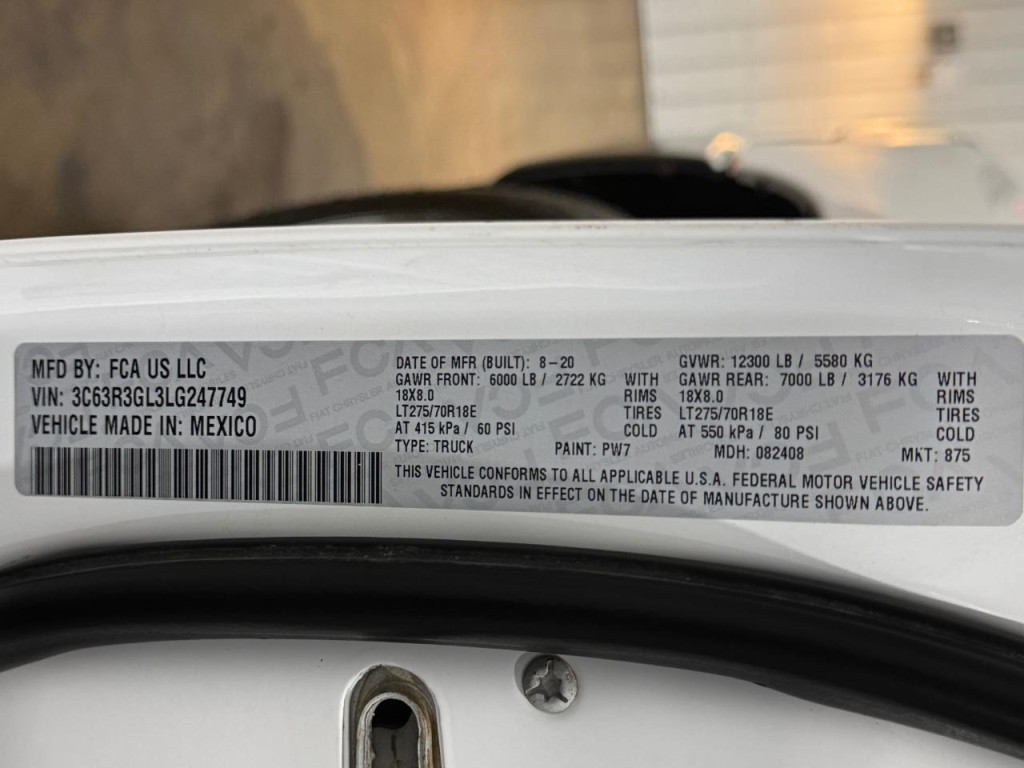 MFD BY: FCA US LLC
VIN: 3C63R3GL3LG247749
VEHICLE MADE IN: MEXICO
DATE OF MFR (BUILT): 8-20
GAWR FRONT: 6000 LB / 2722 KG WITH
18X8.0 RIMS
LT275/70R18E TIRES
AT 415 kPa / 60 PSI COLD
GVWR: 12300 LB / 5580 KG
GAWR REAR: 7000 LB / 3176 KG WITH
18X8.0 RIMS
LT275/70R18E TIRES
AT 550 kPa / 80 PSI COLD
TYPE: TRUCK PAINT: PW7 MDH: 082408 MKT: 875
THIS VEHICLE CONFORMS TO ALL APPLICABLE U.S.A. FEDERAL MOTOR VEHICLE SAFETY
STANDARDS IN EFFECT ON THE DATE OF MANUFACTURE SHOWN ABOVE.